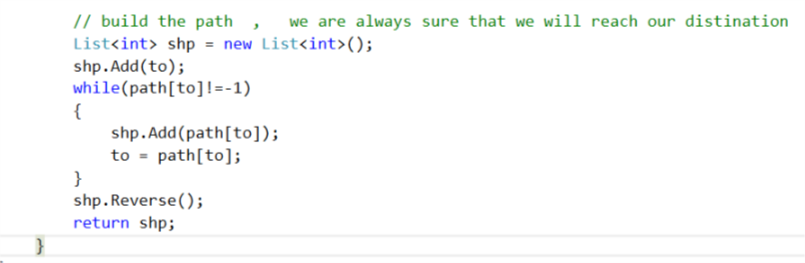 // build the path  ,   we are always sure that we will reach our distination
List<int> shp = new List<int>();
shp.Add(to);
while(path[to]!=-1)
{
    shp.Add(path[to]);
    to = path[to];
}
shp.Reverse();
return shp;
}